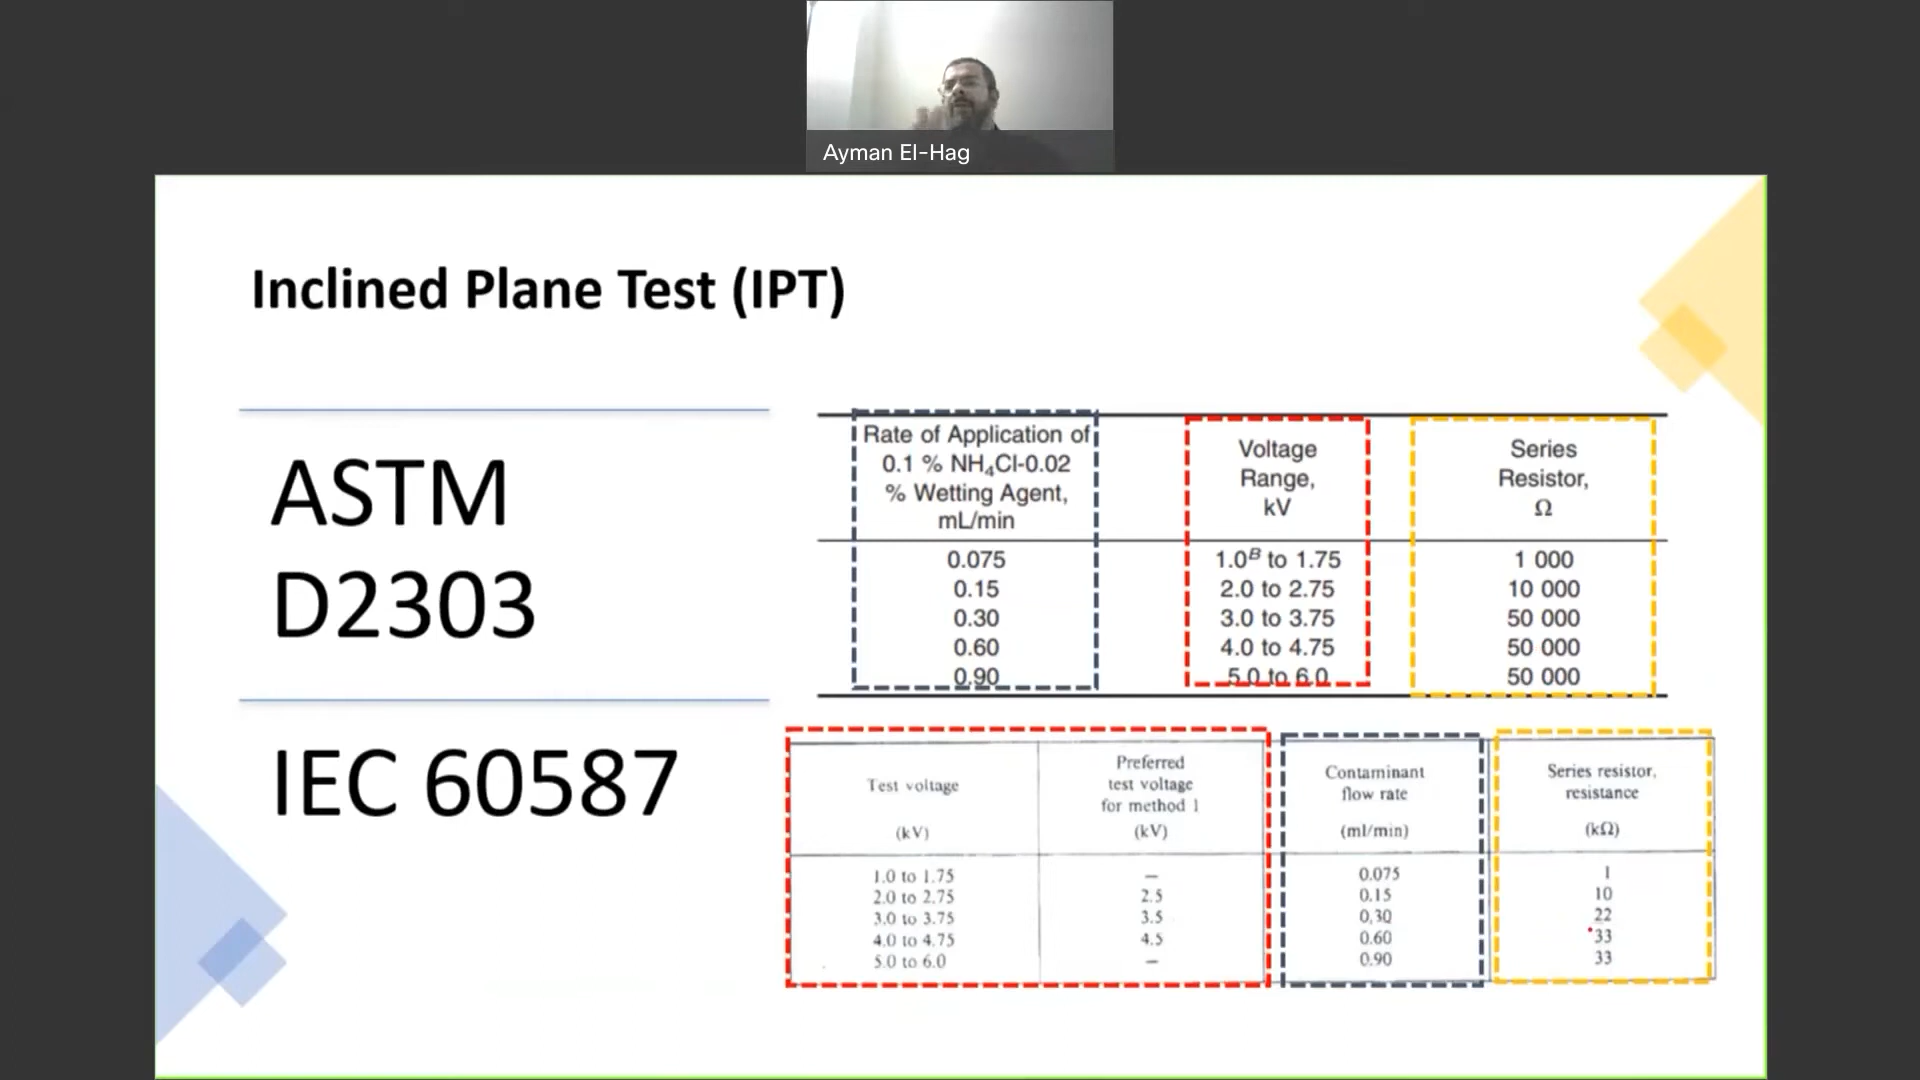 Ayman El-Hag
Inclined Plane Test (IPT)
ASTM
D2303
Rate of Application of
0.1 % NH₄Cl-0.02
% Wetting Agent,
mL/min
Voltage
Range,
kV
Series
Resistor,
Ω
0.075 1.0ᴮ to 1.75 1 000
0.15 2.0 to 2.75 10 000
0.30 3.0 to 3.75 50 000
0.60 4.0 to 4.75 50 000
0.90 5.0 to 6.0 50 000
IEC 60587
Test voltage
(kV)
Preferred
test voltage
for method 1
(kV)
Contaminant
flow rate
(ml/min)
Series resistor,
resistance
(kΩ)
1.0 to 1.75 — 0.075 1
2.0 to 2.75 2.5 0.15 10
3.0 to 3.75 3.5 0,30 22
4.0 to 4.75 4.5 0.60 33
5.0 to 6.0 — 0.90 33